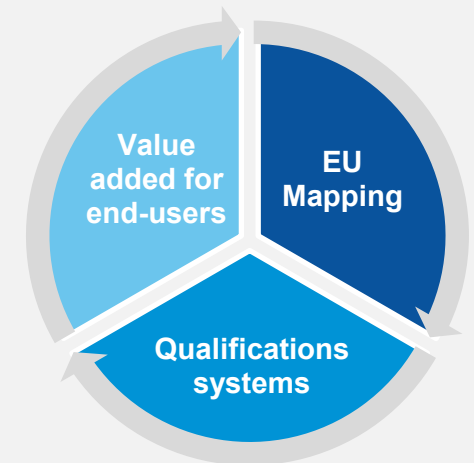 Value
added for
end-users
EU
Mapping
Qualifications
systems